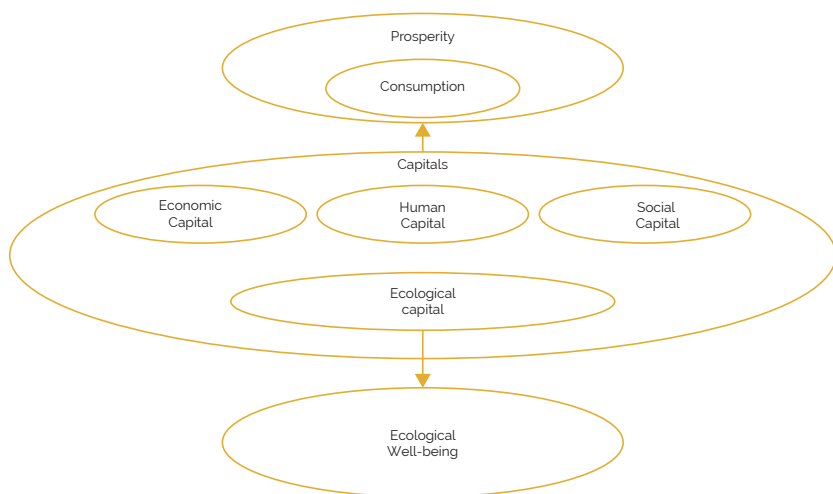 Prosperity
Consumption
Capitals
Economic
Capital
Human
Capital
Social
Capital
Ecological
capital
Ecological
Well-being